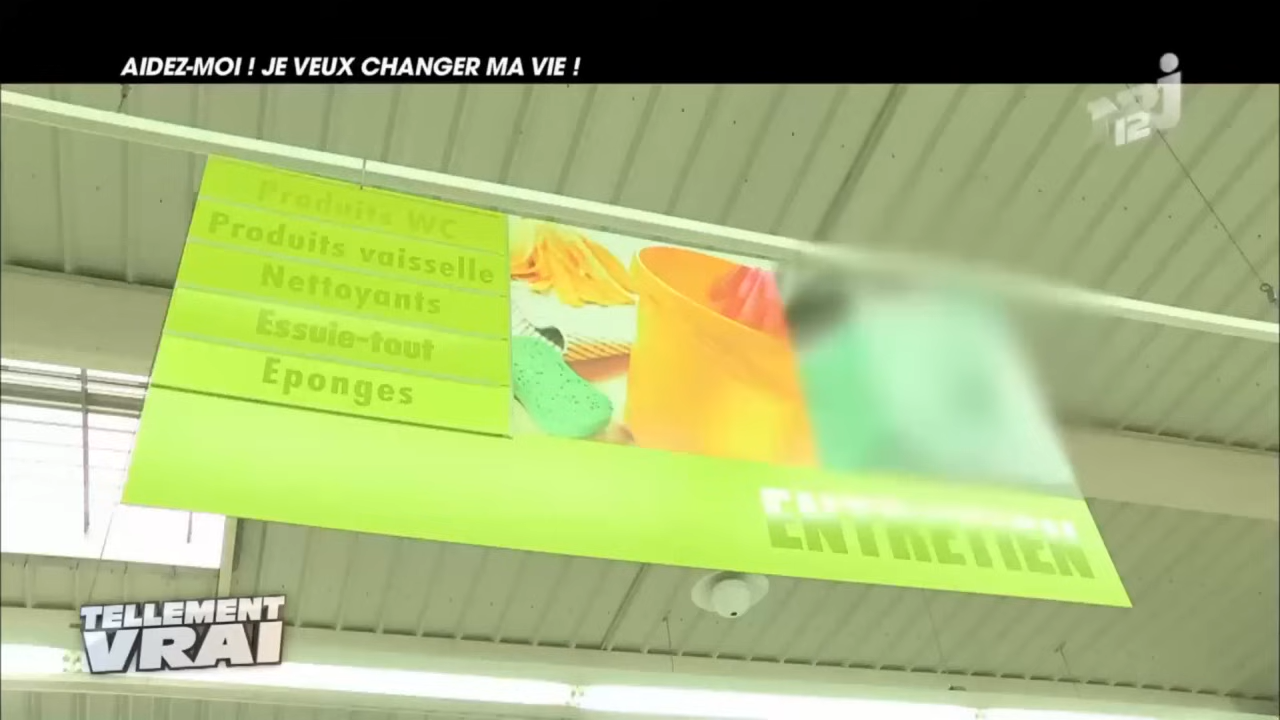 AIDEZ-MOI ! JE VEUX CHANGER MA VIE !
NRJ
12
Produits WC
Produits vaisselle
Nettoyants
Essuie-tout
Eponges
ENTRETIEN
TELLEMENT
VRAI